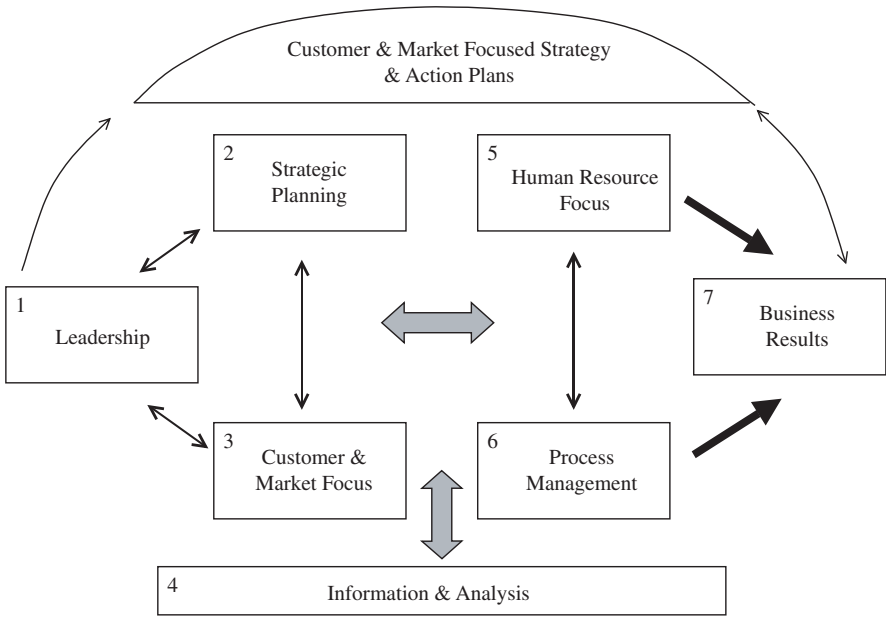 Customer & Market Focused Strategy
& Action Plans
2
Strategic
Planning
5
Human Resource
Focus
1
Leadership
7
Business
Results
3
Customer &
Market Focus
6
Process
Management
4
Information & Analysis